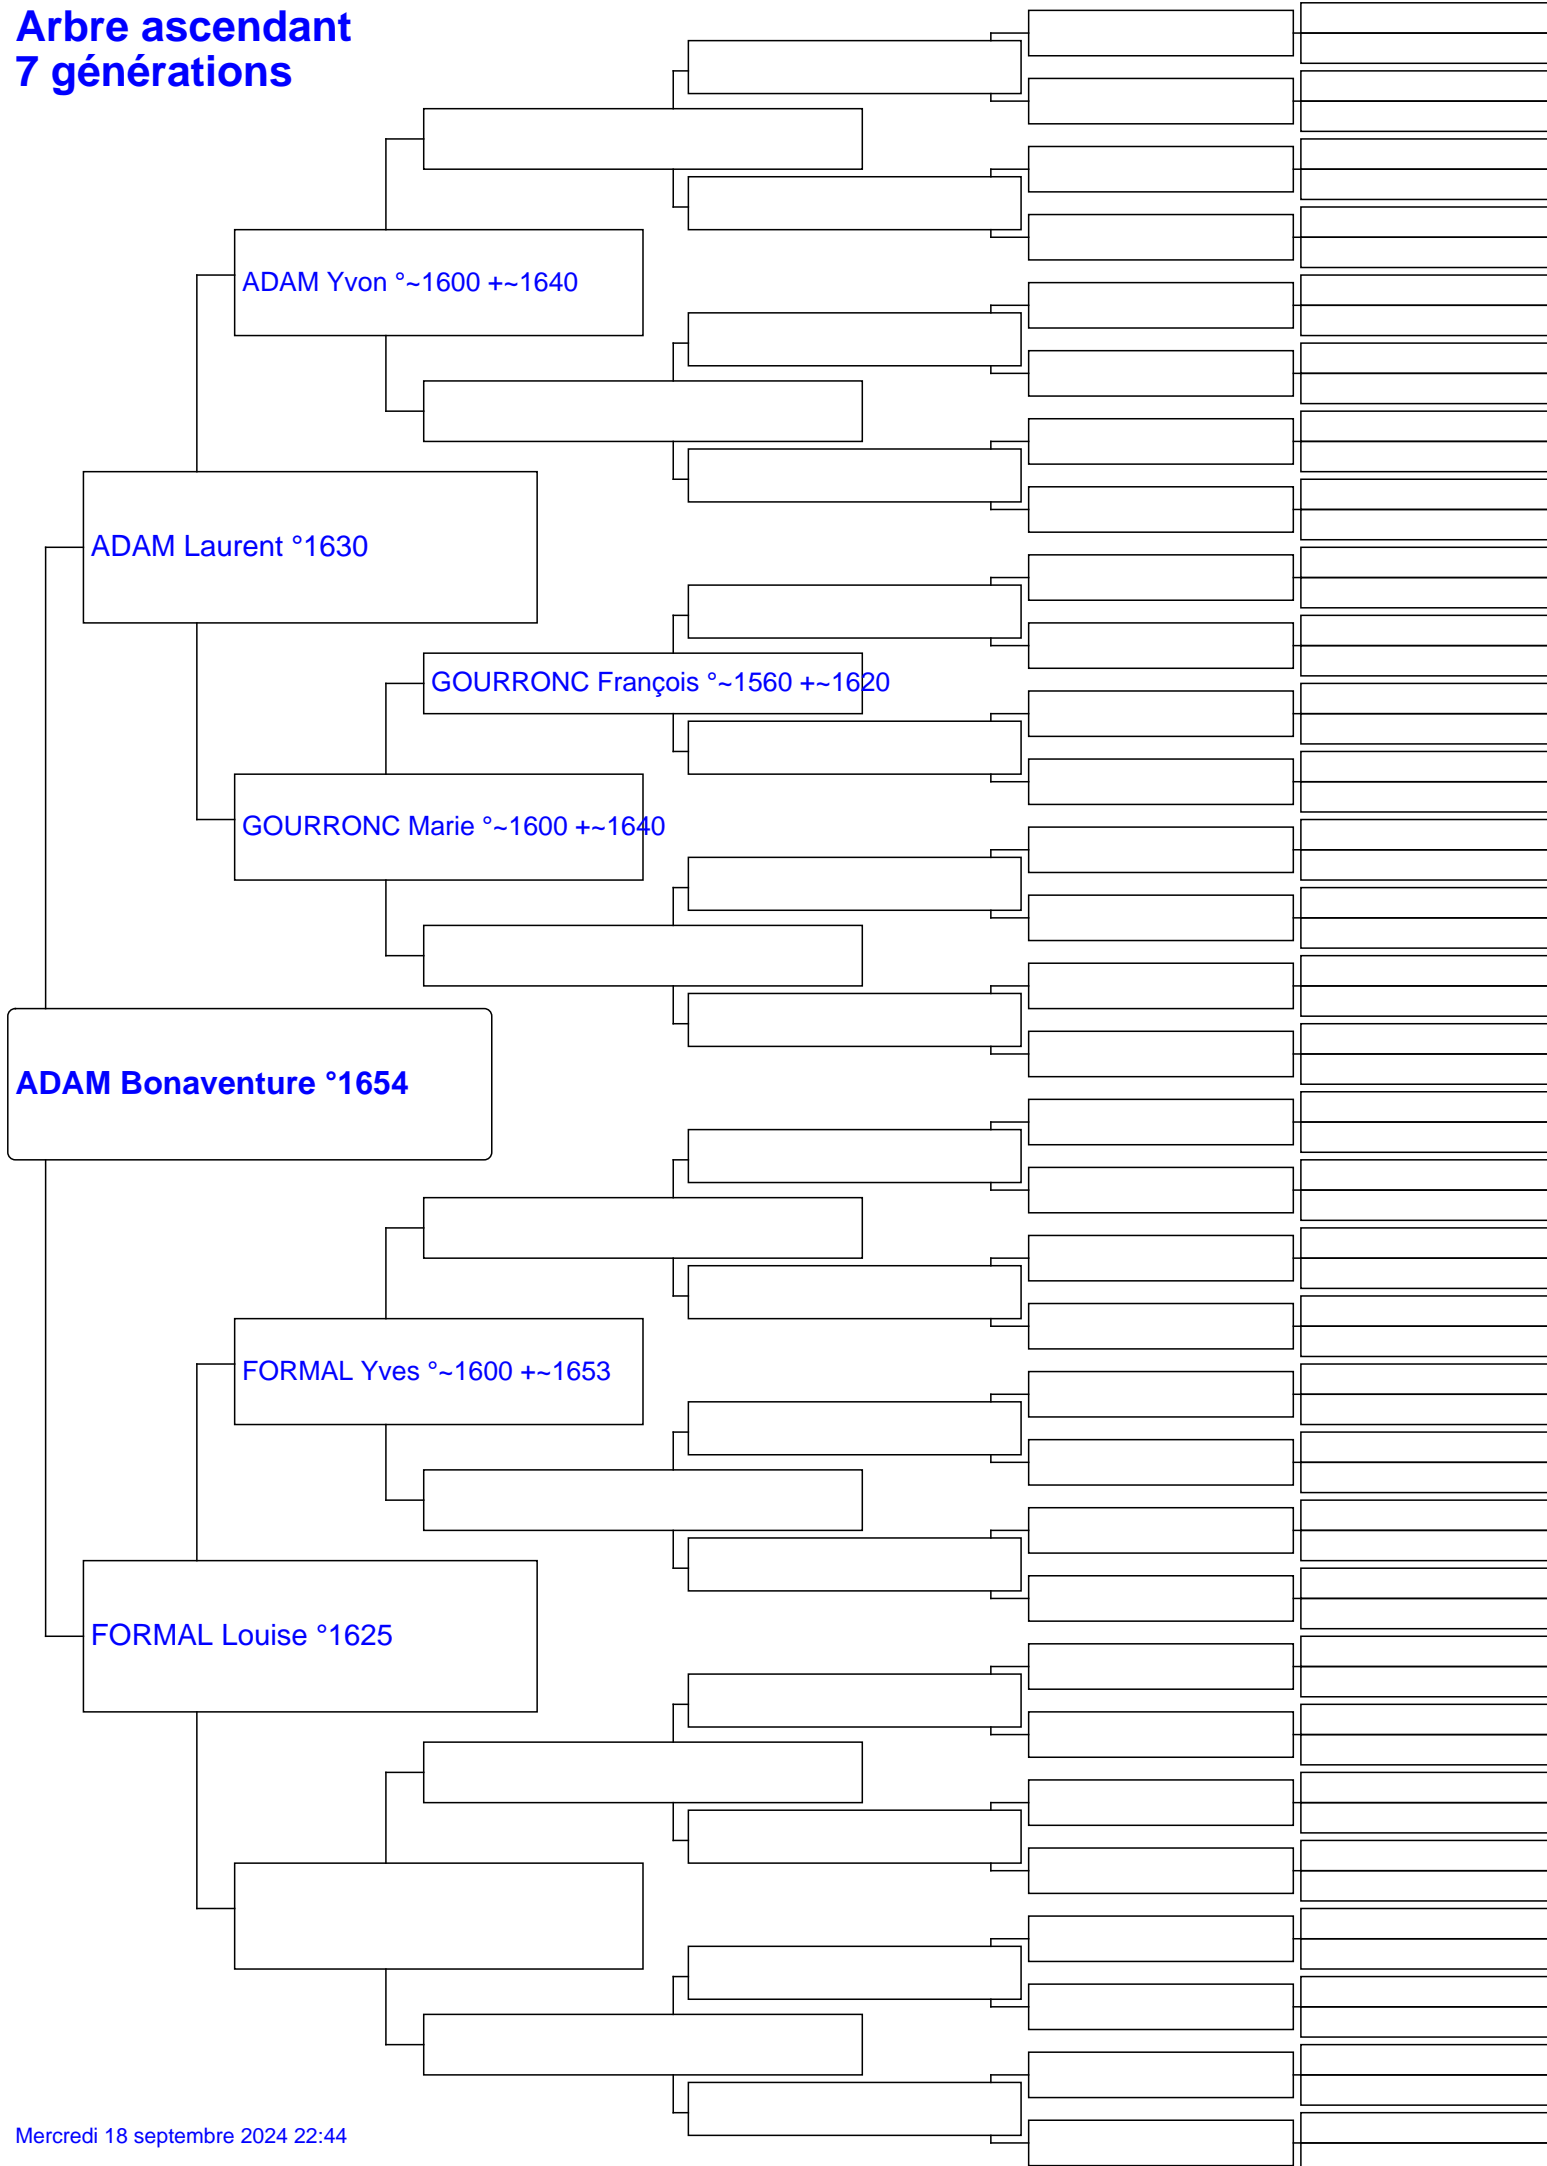 Arbre ascendant
7 générations
ADAM Yvon °~1600 +~1640
ADAM Laurent °1630
GOURRONC François °~1560 +~1620
GOURRONC Marie °~1600 +~1640
ADAM Bonaventure °1654
FORMAL Yves °~1600 +~1653
FORMAL Louise °1625
Mercredi 18 septembre 2024 22:44